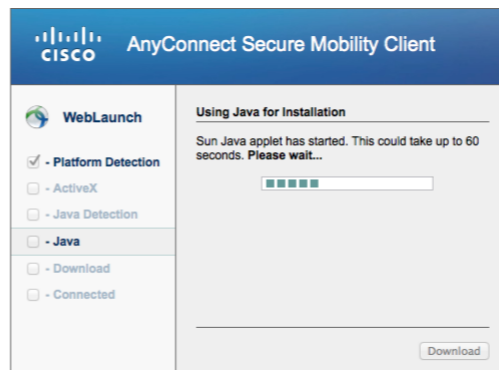 CISCO
AnyConnect Secure Mobility Client
WebLaunch
- Platform Detection
- ActiveX
- Java Detection
- Java
- Download
- Connected
Using Java for Installation
Sun Java applet has started. This could take up to 60
seconds. Please wait...
Download